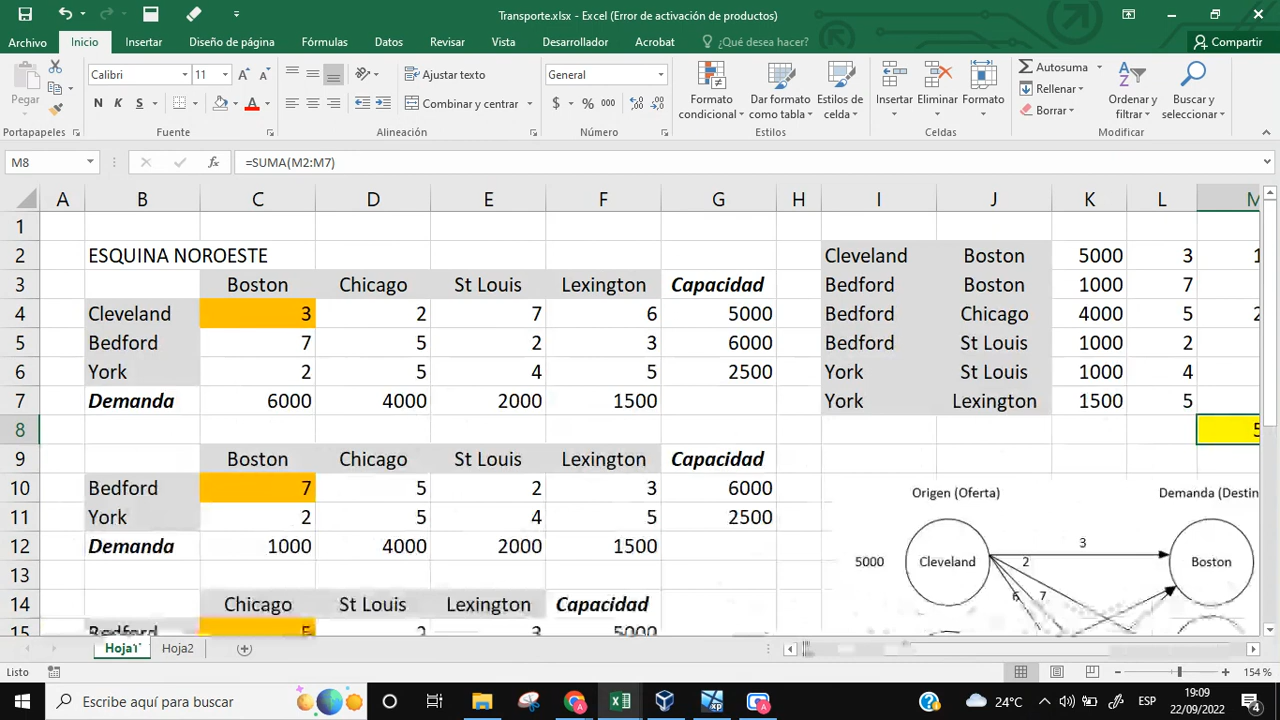 Transporte.xlsx - Excel (Error de activación de productos)
Archivo Inicio Insertar Diseño de página Fórmulas Datos Revisar Vista Desarrollador Acrobat ¿Qué desea hacer? Compartir
Pegar
Calibri 11
N K S
Ajustar texto
Combinar y centrar
General
$ % 000
Formato condicional
Dar formato como tabla
Estilos de celda
Insertar Eliminar Formato
Autosuma
Rellenar
Borrar
Ordenar y filtrar
Buscar y seleccionar
Portapapeles Fuente Alineación Número Estilos Celdas Modificar
M8 fx =SUMA(M2:M7)
A B C D E F G H I J K L M
1
2 ESQUINA NOROESTE Cleveland Boston 5000 3
3 Boston Chicago St Louis Lexington Capacidad Bedford Boston 1000 7
4 Cleveland 3 2 7 6 5000 Bedford Chicago 4000 5
5 Bedford 7 5 2 3 6000 Bedford St Louis 1000 2
6 York 2 5 4 5 2500 York St Louis 1000 4
7 Demanda 6000 4000 2000 1500 York Lexington 1500 5
8
9 Boston Chicago St Louis Lexington Capacidad
10 Bedford 7 5 2 3 6000 Origen (Oferta) Demanda (Destin
11 York 2 5 4 5 2500
12 Demanda 1000 4000 2000 1500 5000 Cleveland 3 2 6 7 Boston
13
14 Chicago St Louis Lexington Capacidad
15 Bedford 5 2 3 5000
Hoja1 Hoja2
Listo 154 %
Escribe aquí para buscar 24°C ESP 19:09
22/09/2022 4